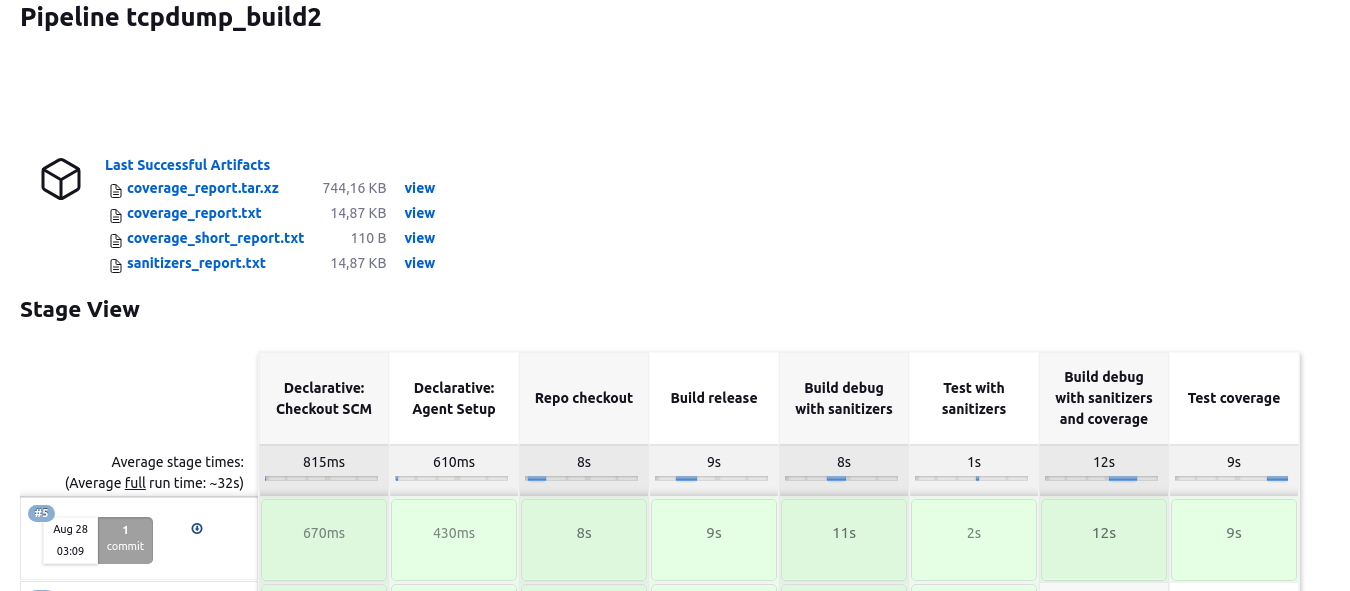 Pipeline tcpdump_build2
Last Successful Artifacts
coverage_report.tar.xz 744,16 KB view
coverage_report.txt 14,87 KB view
coverage_short_report.txt 110 B view
sanitizers_report.txt 14,87 KB view
Stage View
Declarative:
Checkout SCM
Declarative:
Agent Setup
Repo checkout
Build release
Build debug
with sanitizers
Test with
sanitizers
Build debug
with sanitizers
and coverage
Test coverage
Average stage times:
(Average full run time: ~32s)
815ms 610ms 8s 9s 8s 1s 12s 9s
#5
Aug 28
03:09
1
commit
670ms 430ms 8s 9s 11s 2s 12s 9s